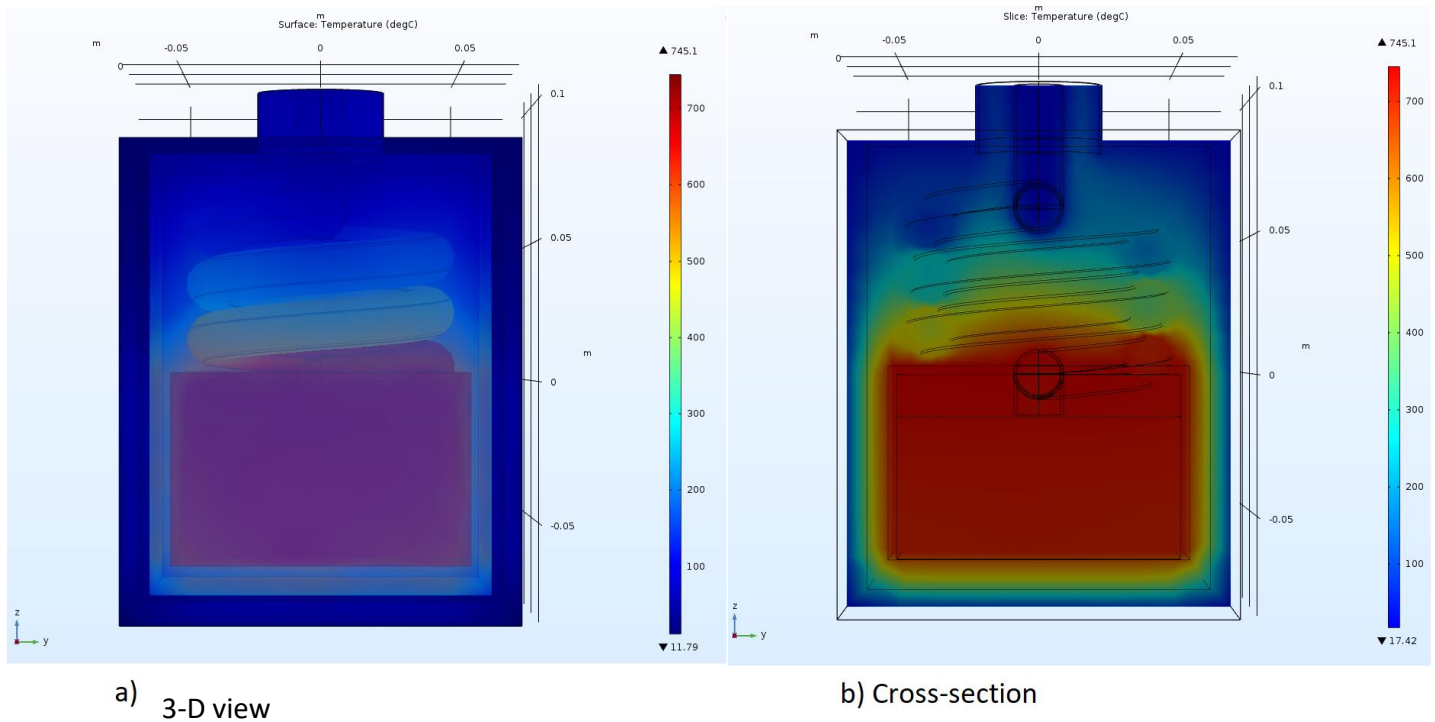 m
Surface: Temperature (degC)
m
-0.05
0
0.05
0
▲ 745.1
700
600
500
400
300
200
100
▼ 11.79
0.1
0.05
0
-0.05
m
z
y
m
Slice: Temperature (degC)
m
-0.05
0
0.05
0
▲ 745.1
700
600
500
400
300
200
100
▼ 17.42
0.1
0.05
0
-0.05
m
z
y
a) 3-D view
b) Cross-section